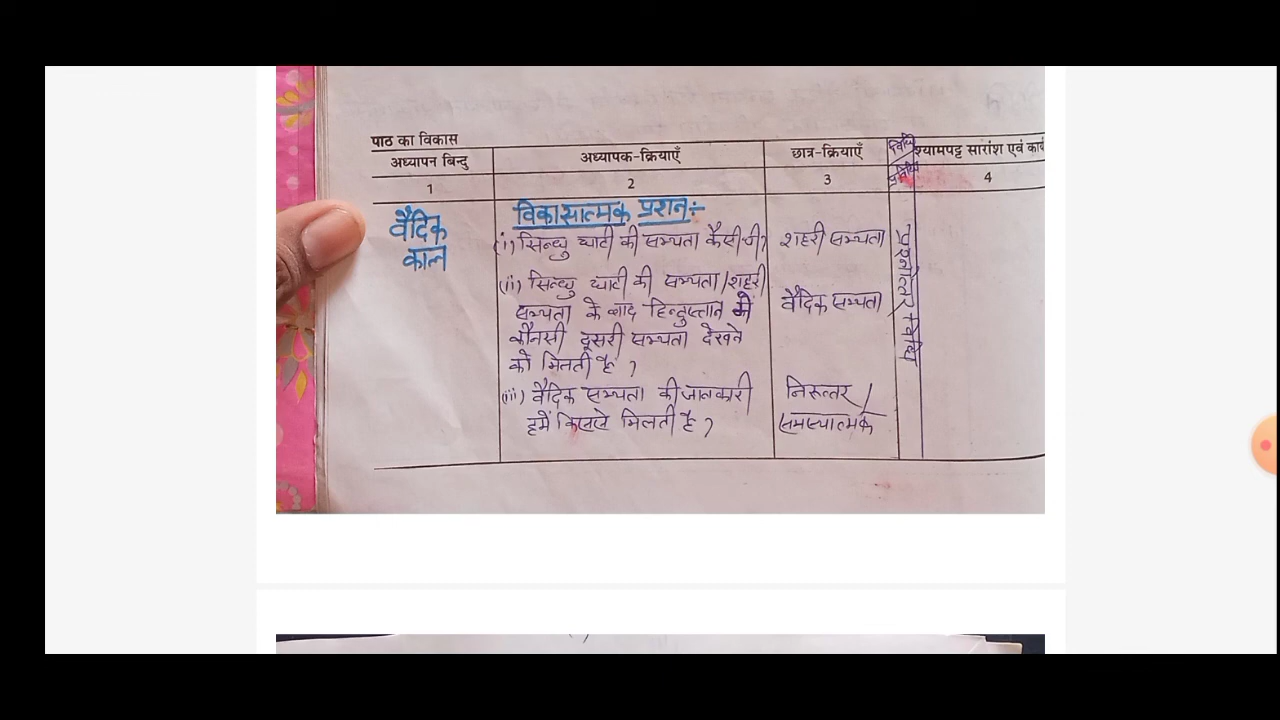 पाठ का विकास
अध्यापन बिन्दु अध्यापक-क्रियाएँ छात्र-क्रियाएँ प्रविधि श्यामपट्ट सारांश एवं कार्य
1 2 3 4
वैदिक काल
विकासात्मक प्रशन:-
(i) सिन्धु घाटी की सभ्यता कैसी थी? शहरी सभ्यता
(ii) सिन्धु घाटी की सभ्यता/शहरी
सभ्यता के बाद हिन्दुस्तान में वैदिक सभ्यता
कौनसी दूसरी सभ्यता देखने
को मिलती है ?
(iii) वैदिक सभ्यता की जानकारी निरूत्तर/
हमें किससे मिलती है ? समस्यात्मक
प्रश्नोत्तर विधि